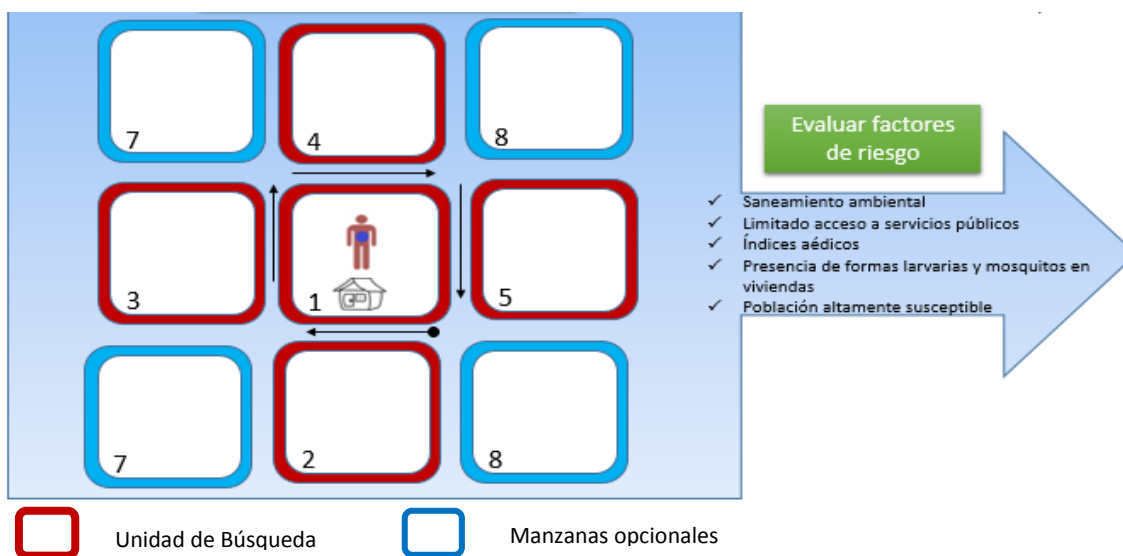 7
4
8
3
1
5
7
2
8
Evaluar factores
de riesgo
✓ Saneamiento ambiental
✓ Limitado acceso a servicios públicos
✓ Índices aédicos
✓ Presencia de formas larvarias y mosquitos en
viviendas
✓ Población altamente susceptible
Unidad de Búsqueda
Manzanas opcionales